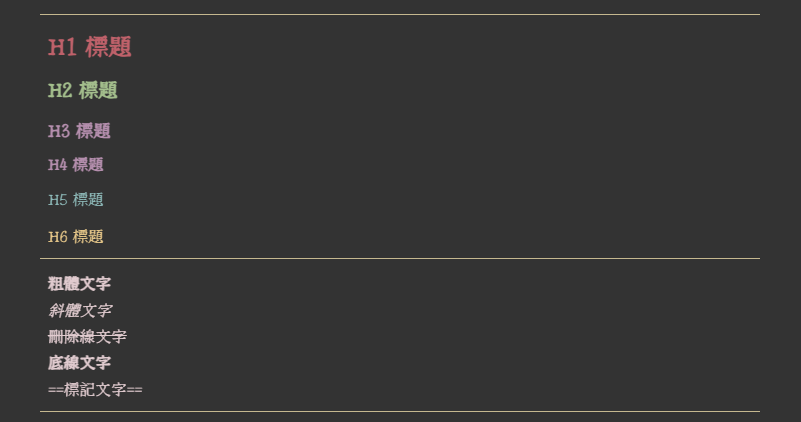 H1 標題
H2 標題
H3 標題
H4 標題
H5 標題
H6 標題
粗體文字
斜體文字
刪除線文字
底線文字
==標記文字==